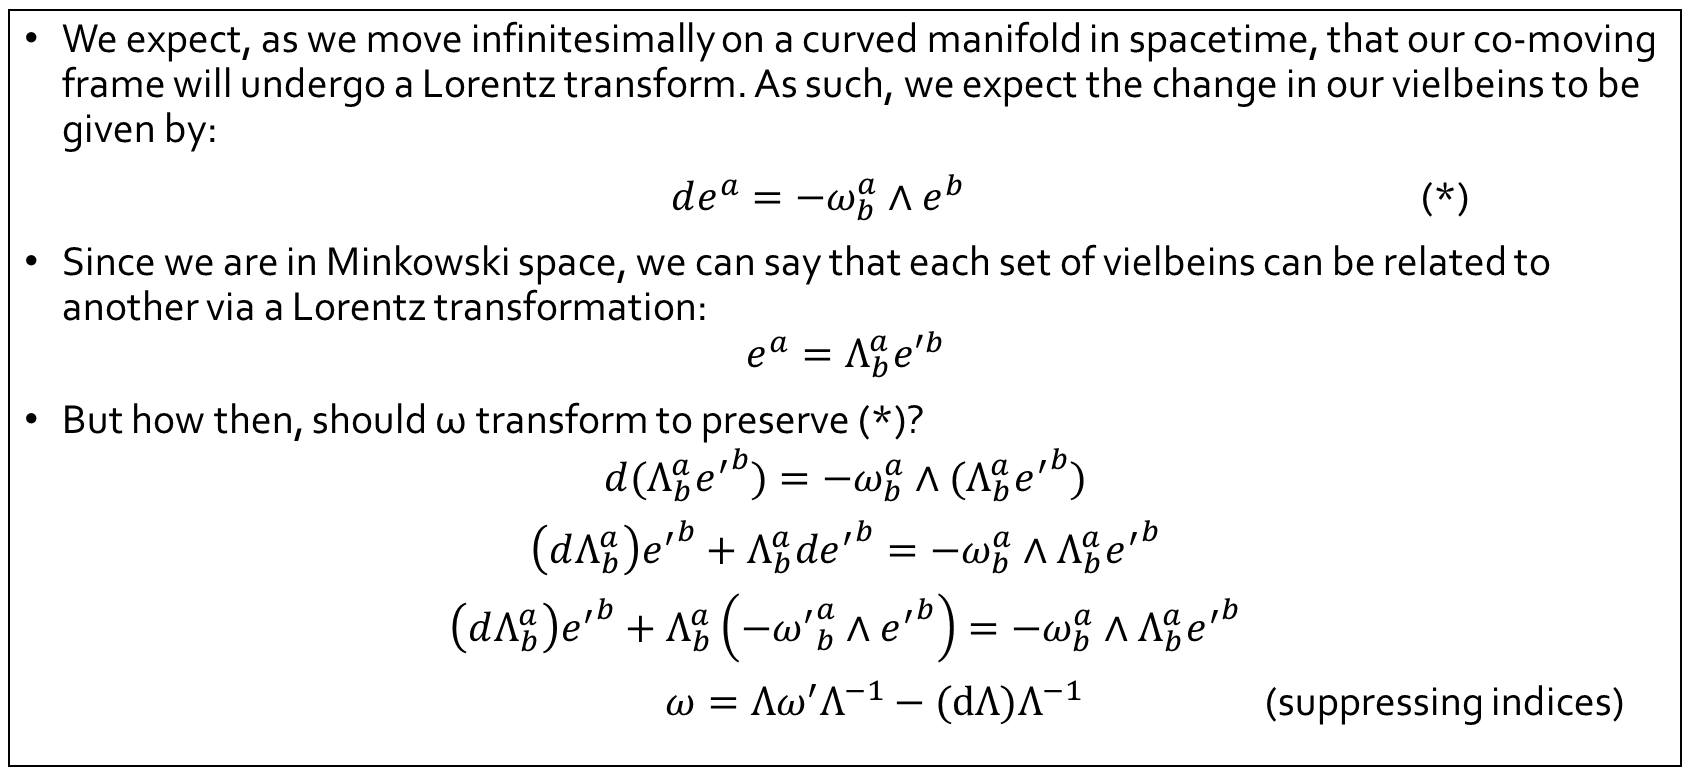 • We expect, as we move infinitesimally on a curved manifold in spacetime, that our co-moving
frame will undergo a Lorentz transform. As such, we expect the change in our vielbeins to be
given by:
deᵃ = −ω^a_b ∧ eᵇ (*)
• Since we are in Minkowski space, we can say that each set of vielbeins can be related to
another via a Lorentz transformation:
eᵃ = Λ^a_b e′ᵇ
• But how then, should ω transform to preserve (*)?
d(Λ^a_b e′ᵇ) = −ω^a_b ∧ (Λ^a_b e′ᵇ)
(dΛ^a_b)e′ᵇ + Λ^a_b de′ᵇ = −ω^a_b ∧ Λ^a_b e′ᵇ
(dΛ^a_b)e′ᵇ + Λ^a_b (−ω′^a_b ∧ e′ᵇ) = −ω^a_b ∧ Λ^a_b e′ᵇ
ω = Λω′Λ⁻¹ − (dΛ)Λ⁻¹ (suppressing indices)